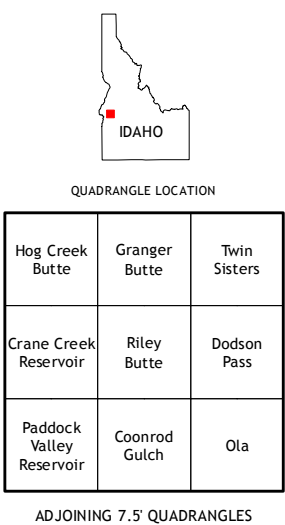 IDAHO
QUADRANGLE LOCATION
Hog Creek
Butte
Granger
Butte
Twin
Sisters
Crane Creek
Reservoir
Riley
Butte
Dodson
Pass
Paddock
Valley
Reservoir
Coonrod
Gulch
Ola
ADJOINING 7.5' QUADRANGLES